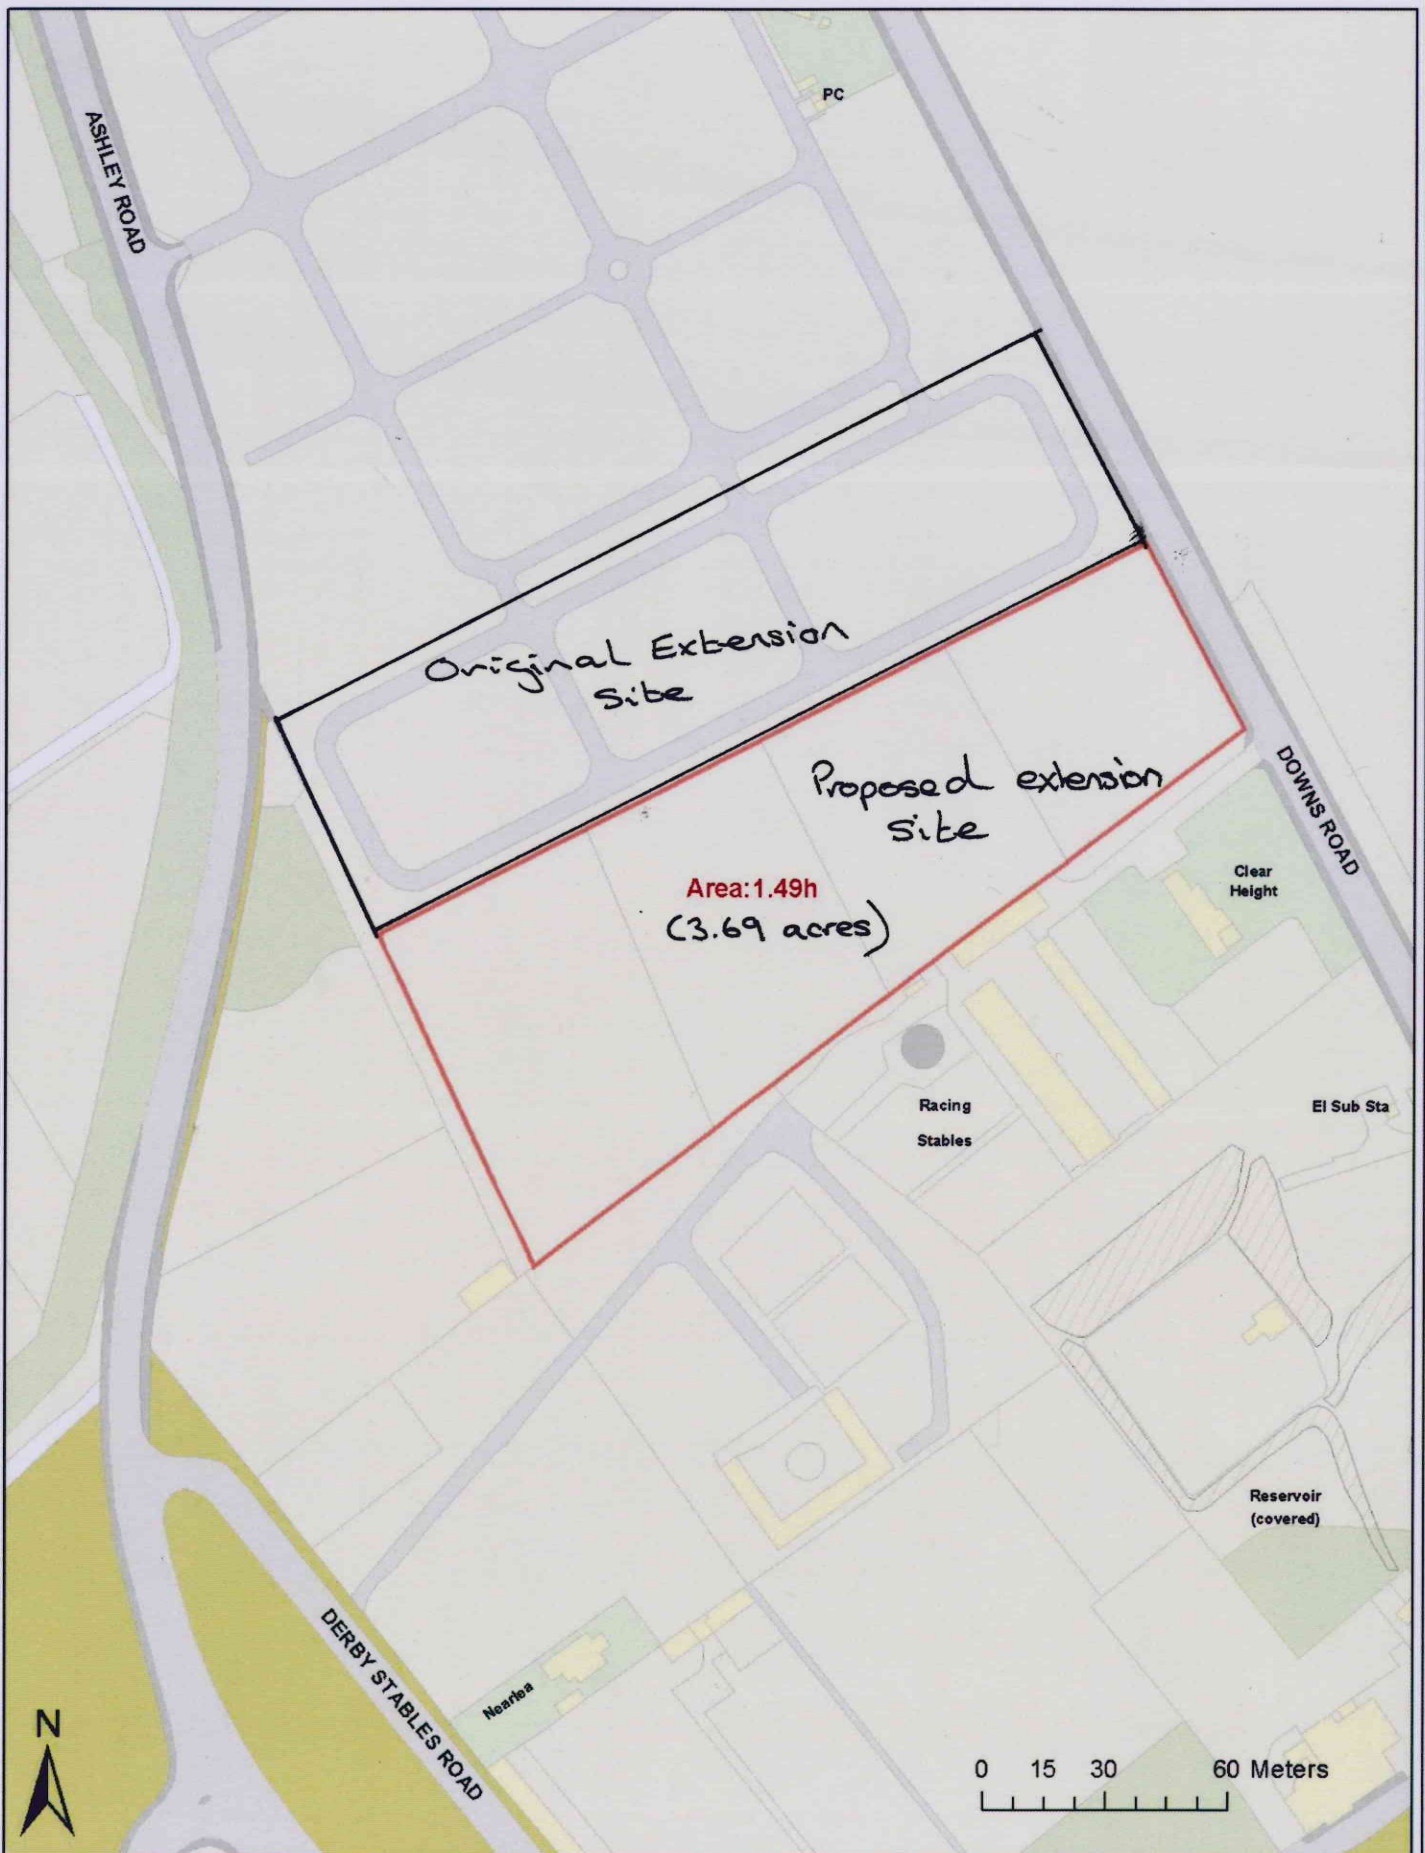 PC
ASHLEY ROAD
Original Extension
Site
Proposed extension
Site
DOWNS ROAD
Area:1.49h
(3.69 acres)
Clear
Height
Racing
Stables
El Sub Sta
Reservoir
(covered)
DERBY STABLES ROAD
Nearlea
N
0 15 30 60 Meters